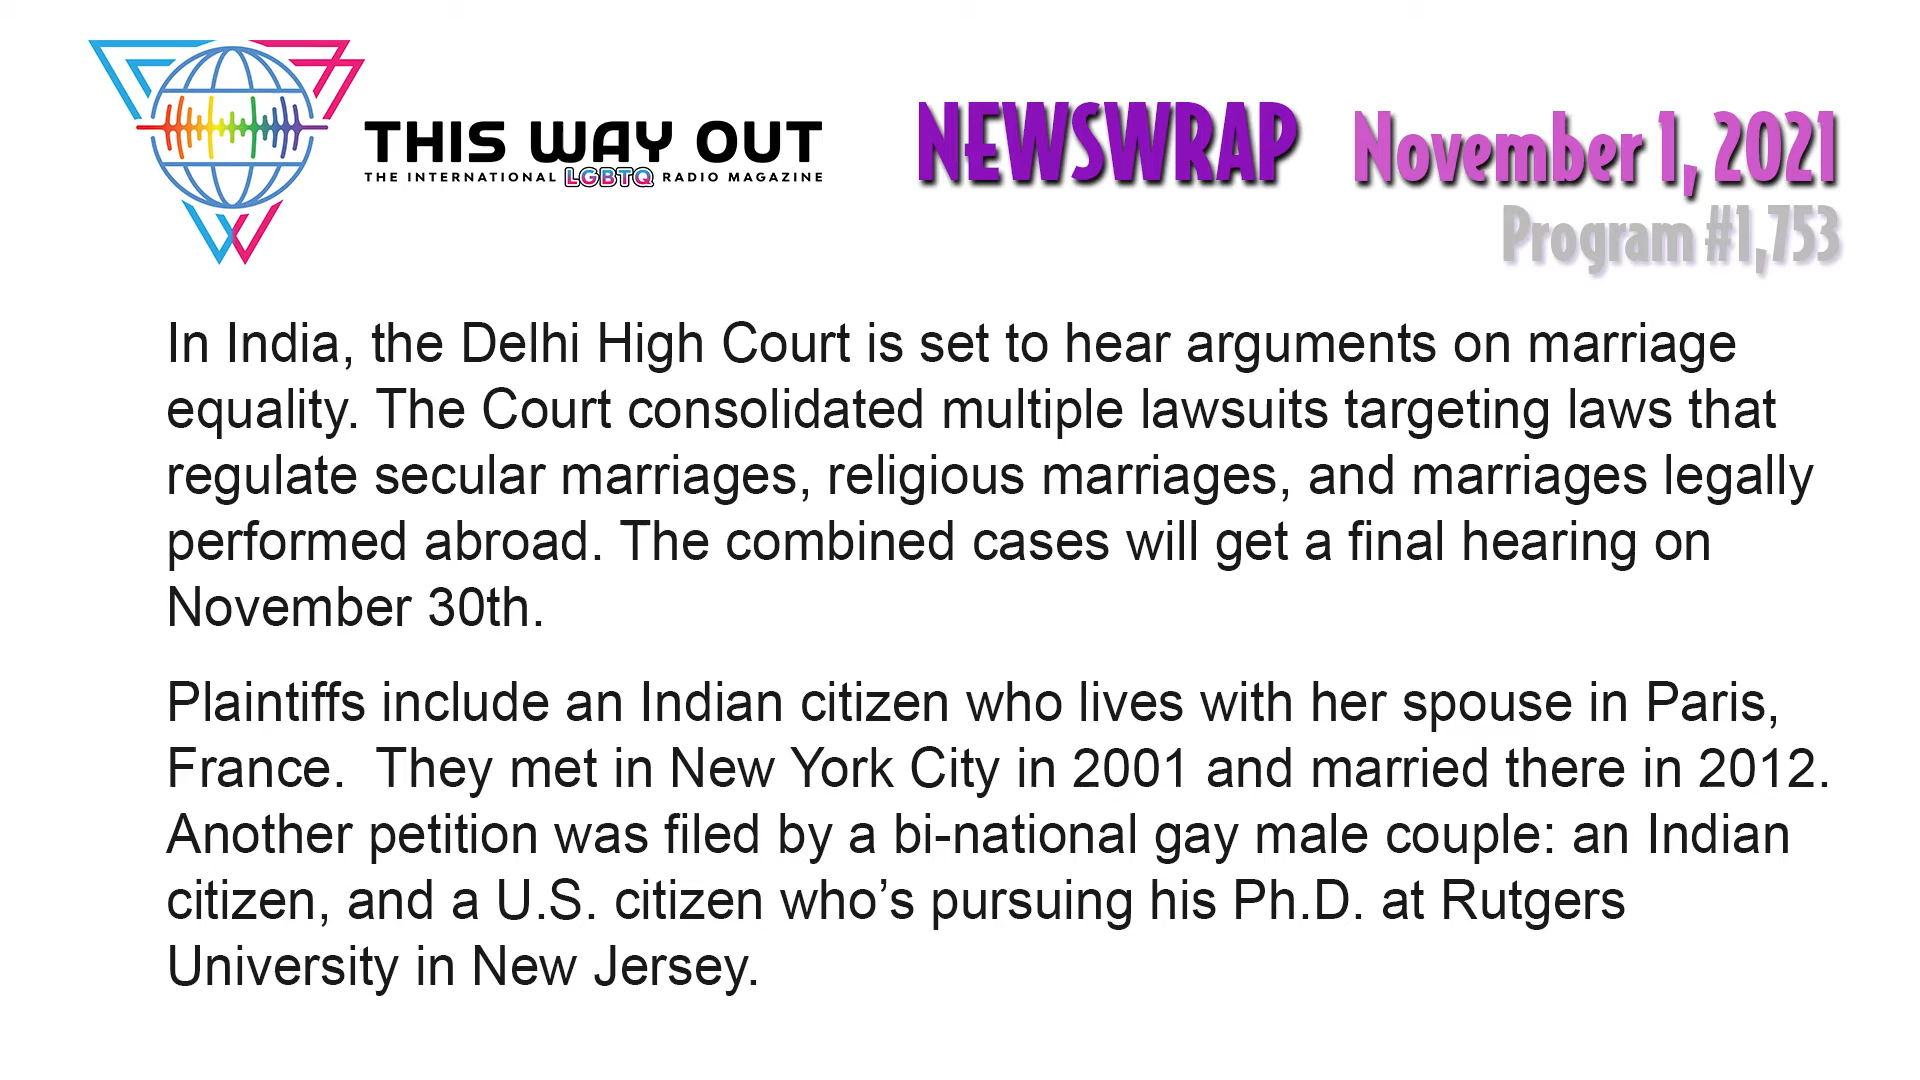 THIS WAY OUT
THE INTERNATIONAL LGBTQ RADIO MAGAZINE
NEWSWRAP
November 1, 2021
Program #1,753
In India, the Delhi High Court is set to hear arguments on marriage
equality. The Court consolidated multiple lawsuits targeting laws that
regulate secular marriages, religious marriages, and marriages legally
performed abroad. The combined cases will get a final hearing on
November 30th.
Plaintiffs include an Indian citizen who lives with her spouse in Paris,
France.  They met in New York City in 2001 and married there in 2012.
Another petition was filed by a bi-national gay male couple: an Indian
citizen, and a U.S. citizen who’s pursuing his Ph.D. at Rutgers
University in New Jersey.